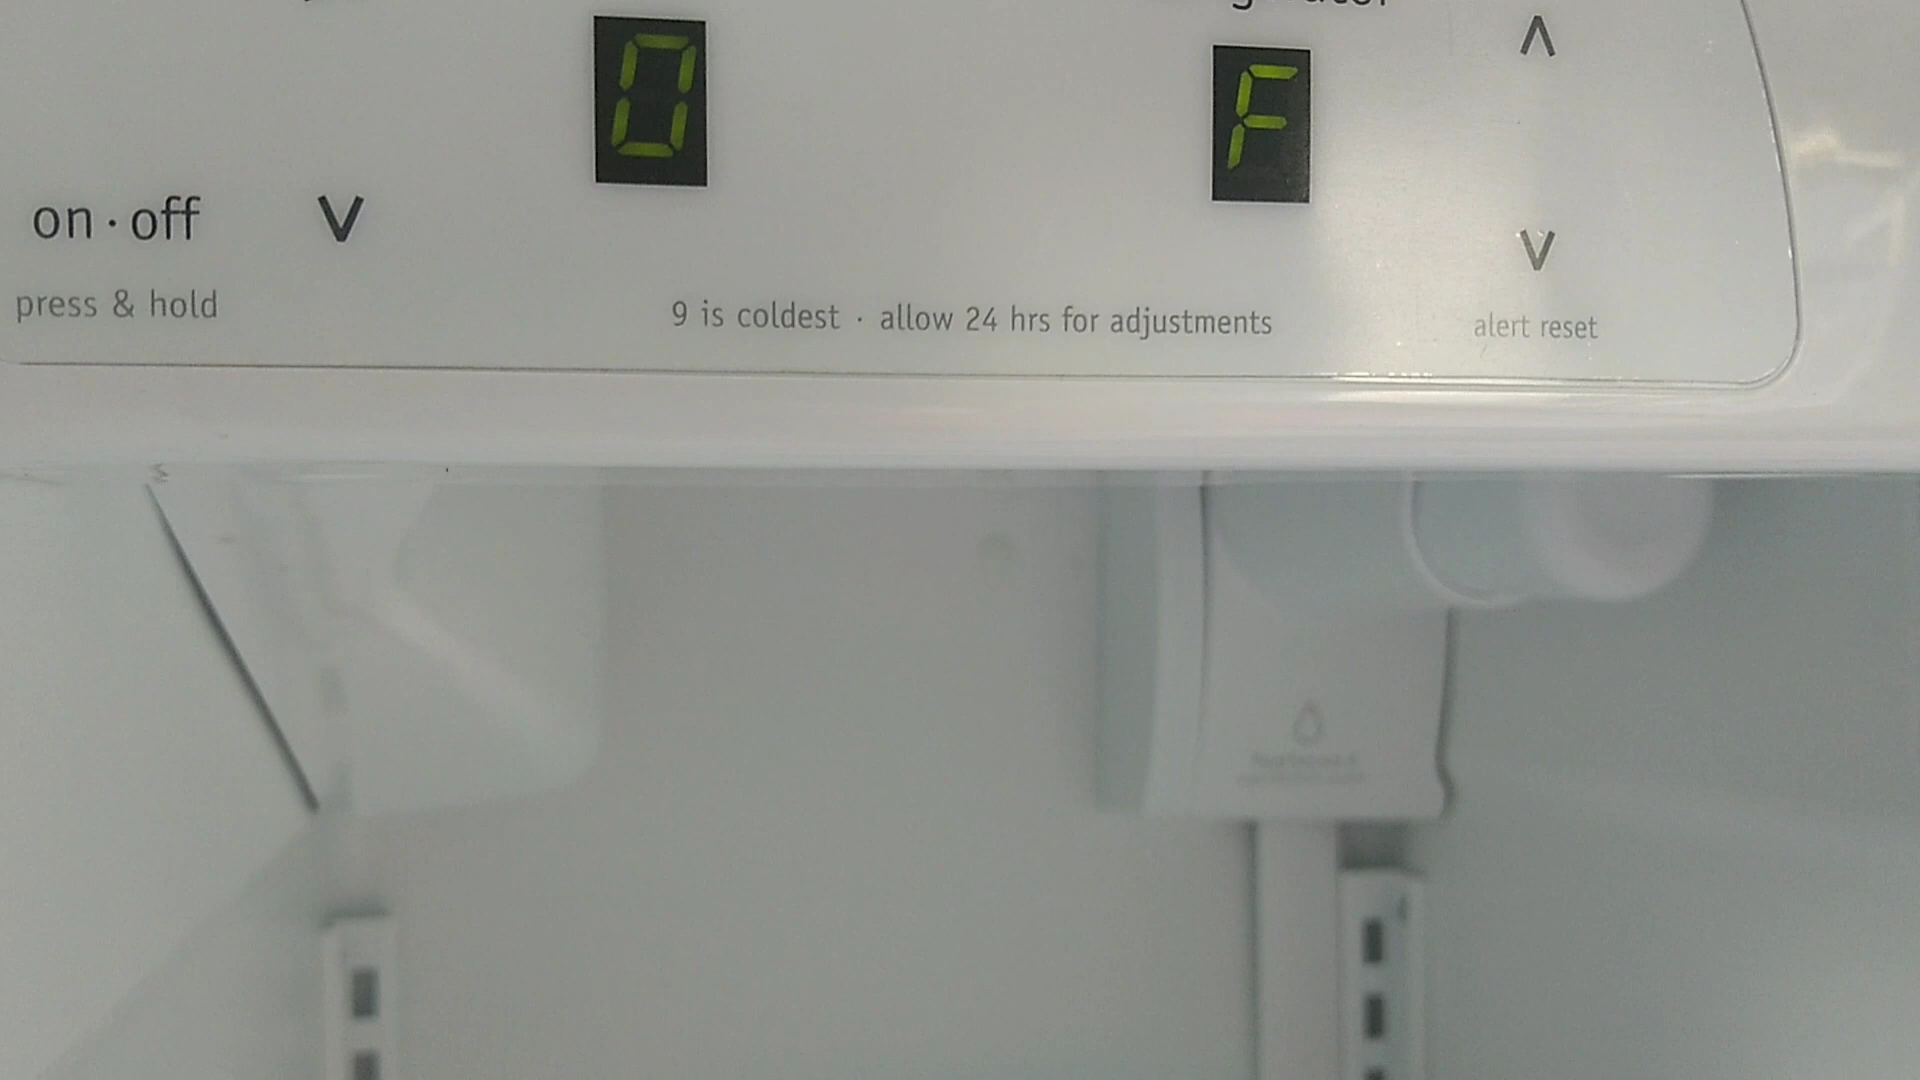 0 F
on · off
press & hold
9 is coldest · allow 24 hrs for adjustments
alert reset